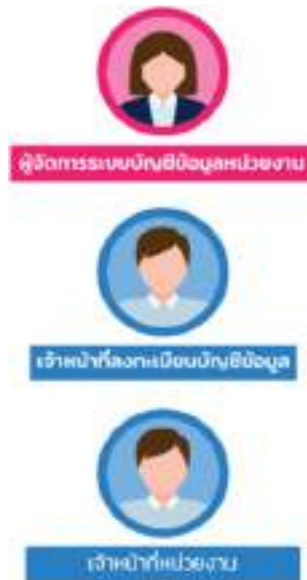 ผู้จัดการระบบบัญชีข้อมูลหน่วยงาน
เจ้าหน้าที่ลงทะเบียนบัญชีข้อมูล
เจ้าหน้าที่หน่วยงาน